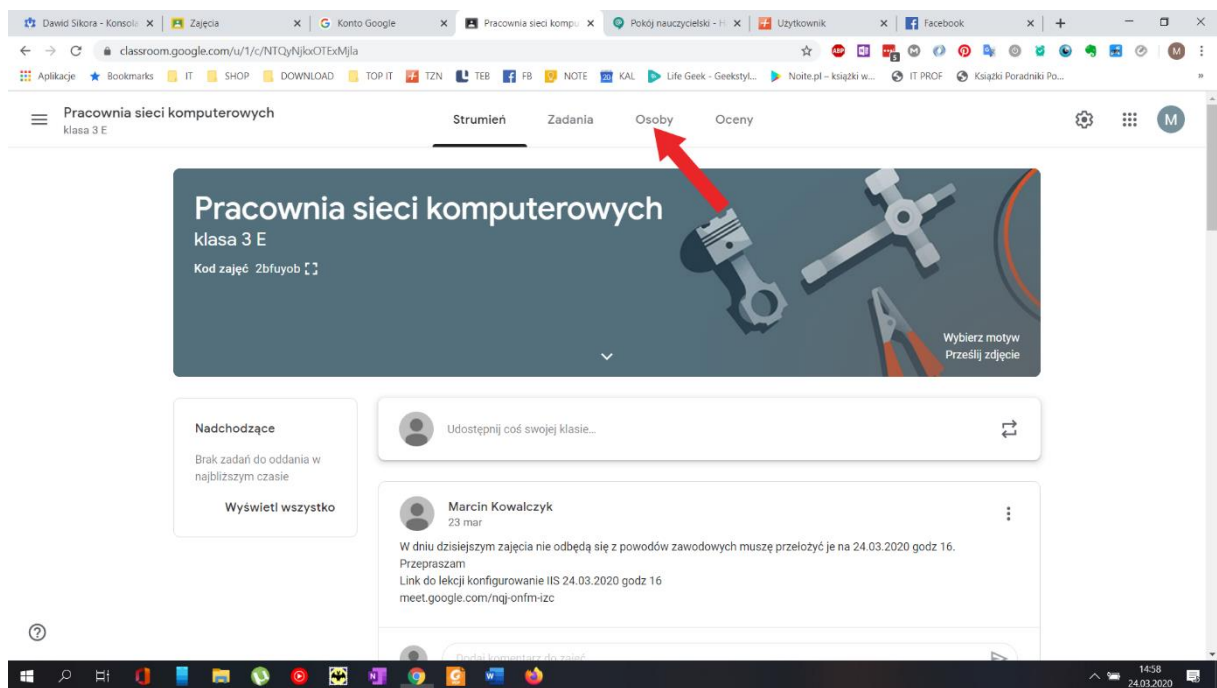 Dawid Sikora - Konsola
Zajęcia
Konto Google
Pracownia sieci kompu
Pokój nauczycielski - H
Użytkownik
Facebook
classroom.google.com/u/1/c/NTQyNjkxOTExMjla
Aplikacje Bookmarks IT SHOP DOWNLOAD TOP IT TZN TEB FB NOTE KAL Life Geek - Geekstyl... Noite.pl – książki w... IT PROF Książki Poradniki Po...
Pracownia sieci komputerowych
klasa 3 E
Strumień Zadania Osoby Oceny
M
Pracownia sieci komputerowych
klasa 3 E
Kod zajęć 2bfuyob
Wybierz motyw
Prześlij zdjęcie
Nadchodzące
Brak zadań do oddania w
najbliższym czasie
Wyświetl wszystko
Udostępnij coś swojej klasie...
Marcin Kowalczyk
23 mar
W dniu dzisiejszym zajęcia nie odbędą się z powodów zawodowych muszę przełożyć je na 24.03.2020 godz 16.
Przepraszam
Link do lekcji konfigurowanie IIS 24.03.2020 godz 16
meet.google.com/nqj-onfm-izc
Dodaj komentarz do zajęć
14:58
24.03.2020